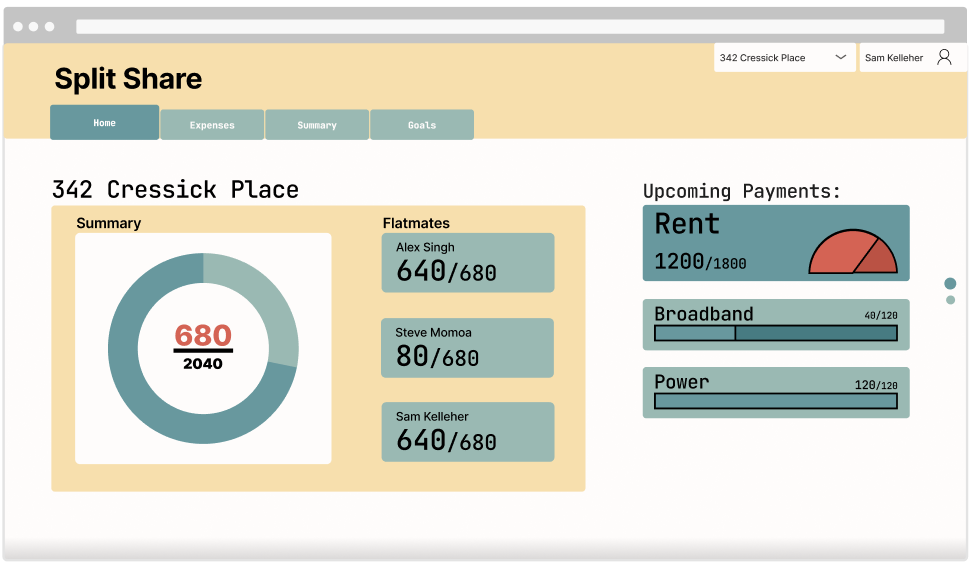 342 Cressick Place
Sam Kelleher
Split Share
Home
Expenses
Summary
Goals
342 Cressick Place
Summary
680
2040
Flatmates
Alex Singh
640/680
Steve Momoa
80/680
Sam Kelleher
640/680
Upcoming Payments:
Rent
1200/1800
Broadband
40/120
Power
120/120